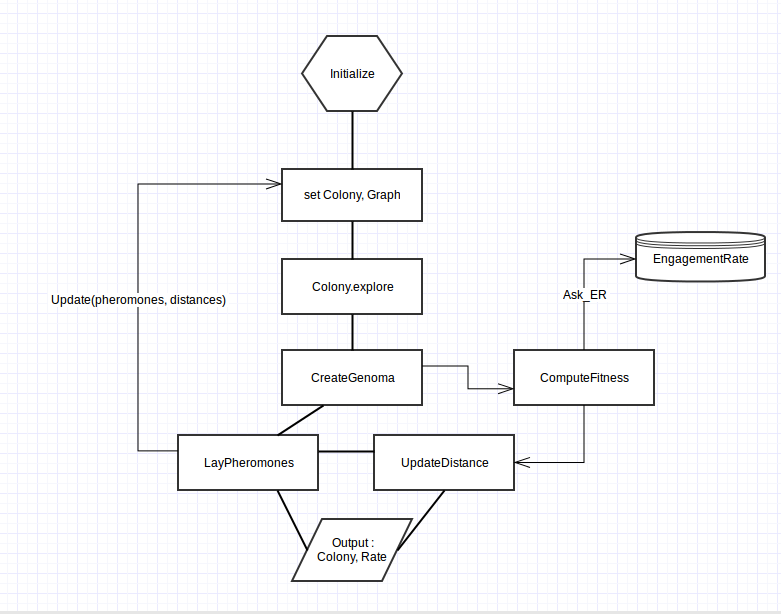 Initialize
set Colony, Graph
Colony.explore
EngagementRate
Ask_ER
Update(pheromones, distances)
CreateGenoma
ComputeFitness
LayPheromones
UpdateDistance
Output :
Colony, Rate